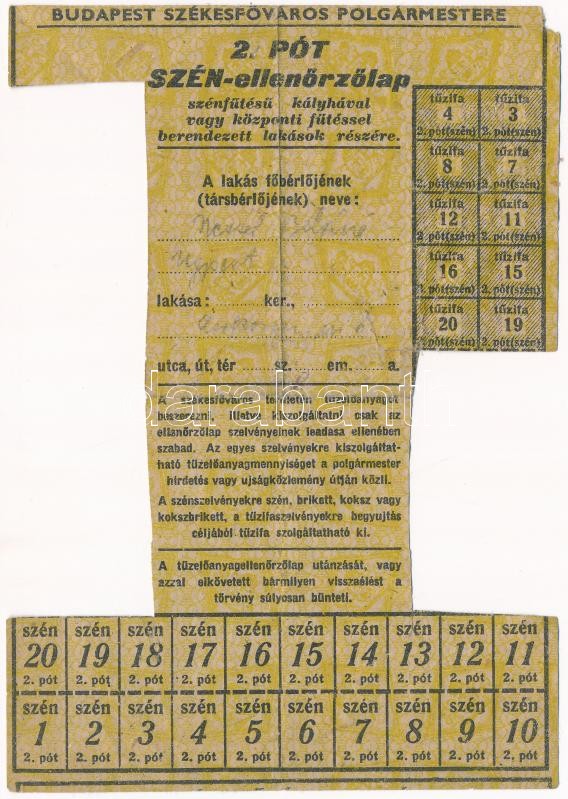 BUDAPEST SZÉKESFŐVÁROS POLGÁRMESTERE
2. PÓT
SZÉN-ellenőrzőlap
szénfűtésű kályhával
vagy központi fűtéssel
berendezett lakások részére.
A lakás főbérlőjének
(társbérlőjének) neve:
Ujpest
lakása: ker.,
utca, út, tér sz. em. a.
A székesfőváros területén tüzelőanyagot
beszerezni, illetve kiszolgáltatni csak az
ellenőrzőlap szelvényeinek leadása ellenében
szabad. Az egyes szelvényekre kiszolgáltat-
ható tüzelőanyagmennyiséget a polgármester
hirdetés vagy ujságközlemény útján közli.
A szénszelvényekre szén, brikett, koksz vagy
kokszbrikett, a tűzifaszelvényekre begyujtás
céljából tűzifa szolgáltatható ki.
A tüzelőanyagellenőrzőlap utánzását, vagy
azzal elkövetett bármilyen visszaélést a
törvény súlyosan bünteti.
tűzifa tűzifa
4 3
2. pót(szén) 2. pót(szén)
tűzifa tűzifa
8 7
2. pót(szén) 2. pót(szén)
tűzifa tűzifa
12 11
2. pót(szén) 2. pót(szén)
tűzifa tűzifa
16 15
2. pót(szén) 2. pót(szén)
tűzifa tűzifa
20 19
2. pót(szén) 2. pót(szén)
szén szén szén szén szén szén szén szén szén szén
20 19 18 17 16 15 14 13 12 11
2. pót 2. pót 2. pót 2. pót 2. pót 2. pót 2. pót 2. pót 2. pót 2. pót
szén szén szén szén szén szén szén szén szén szén
1 2 3 4 5 6 7 8 9 10
2. pót 2. pót 2. pót 2. pót 2. pót 2. pót 2. pót 2. pót 2. pót 2. pót
darabanth